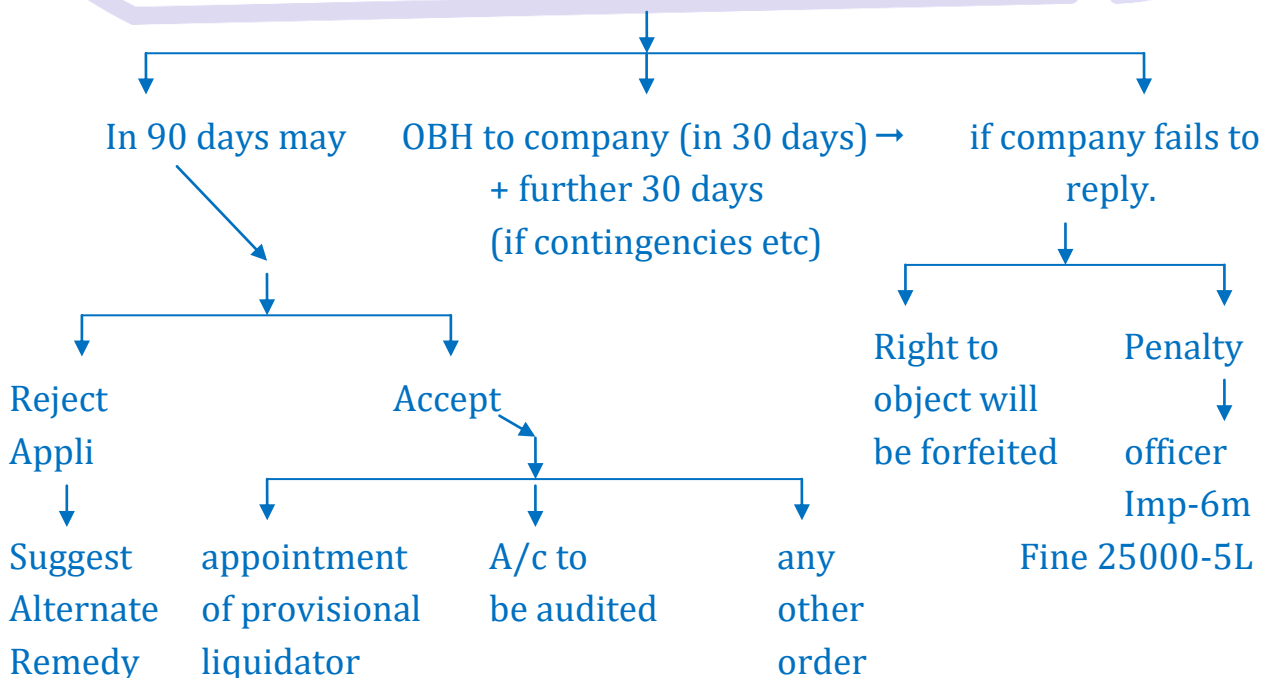 In 90 days may
OBH to company (in 30 days) →
+ further 30 days
(if contingencies etc)
if company fails to
reply.
Reject
Appli
Accept
Right to
object will
be forfeited
Penalty
officer
Imp-6m
Fine 25000-5L
Suggest
Alternate
Remedy
appointment
of provisional
liquidator
A/c to
be audited
any
other
order